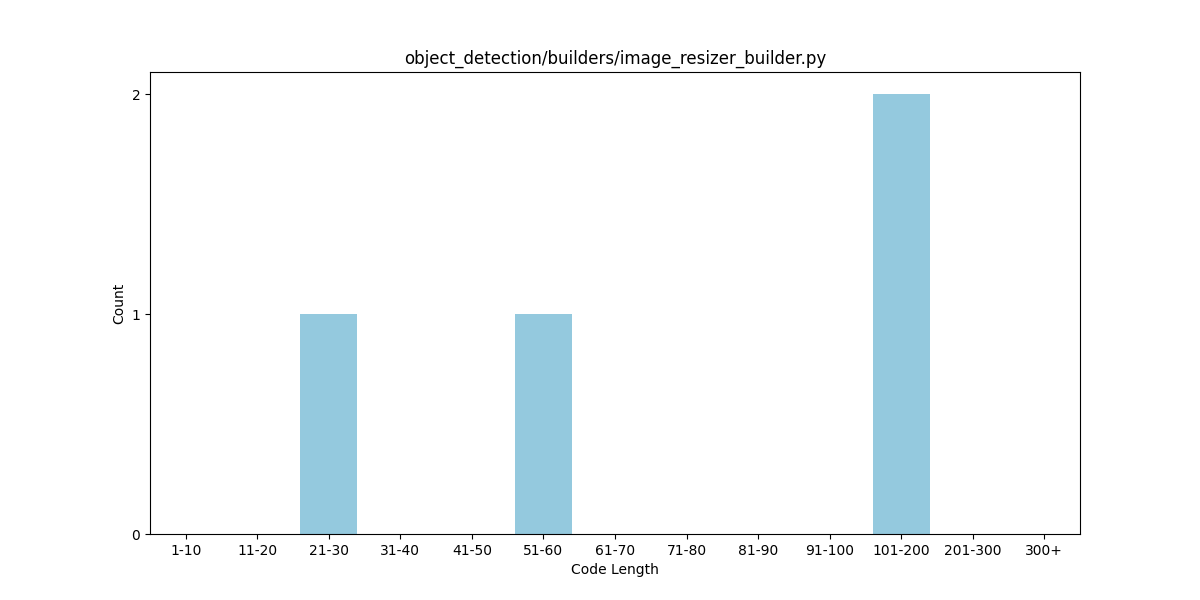 object_detection/builders/image_resizer_builder.py
2
1
0
Count
1-10 11-20 21-30 31-40 41-50 51-60 61-70 71-80 81-90 91-100 101-200 201-300 300+
Code Length